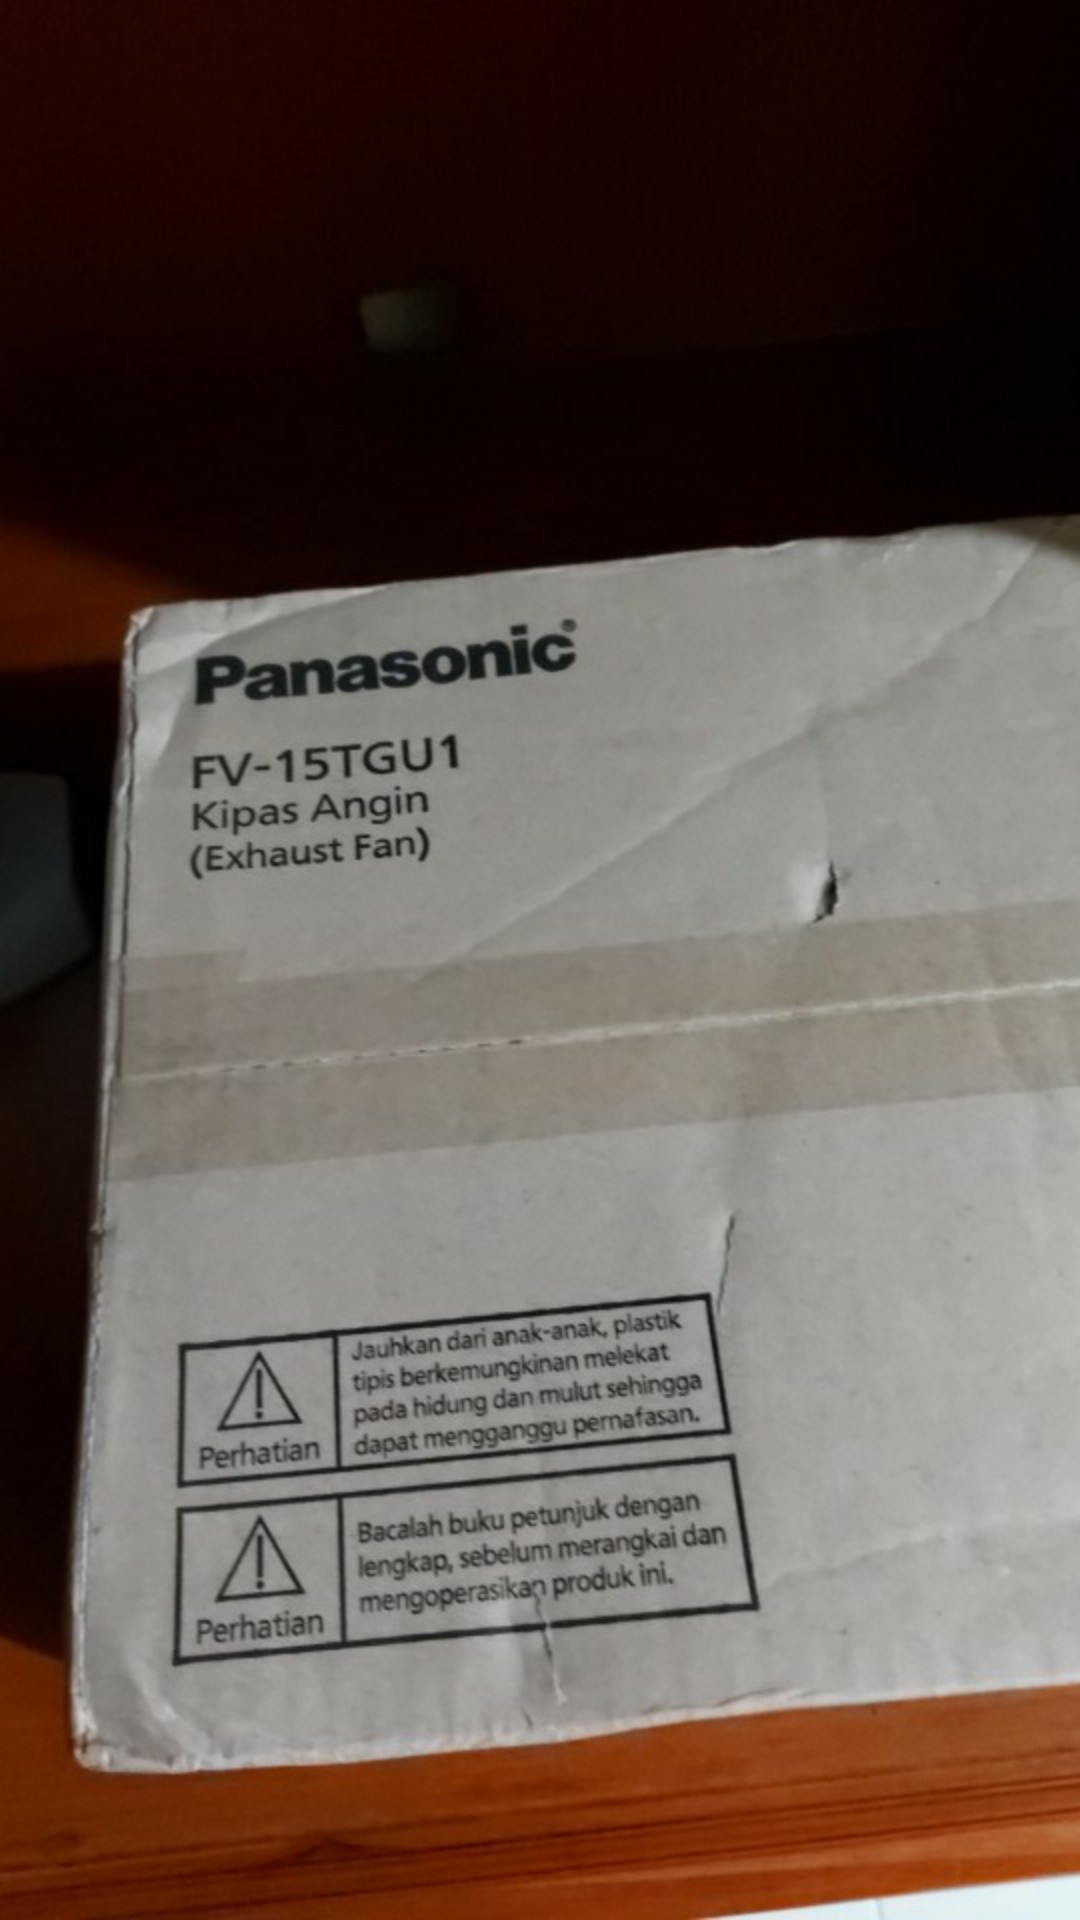 Panasonic®
FV-15TGU1
Kipas Angin
(Exhaust Fan)
Jauhkan dari anak-anak, plastik
tipis berkemungkinan melekat
pada hidung dan mulut sehingga
dapat mengganggu pernafasan.
Perhatian
Bacalah buku petunjuk dengan
lengkap, sebelum merangkai dan
mengoperasikan produk ini.
Perhatian